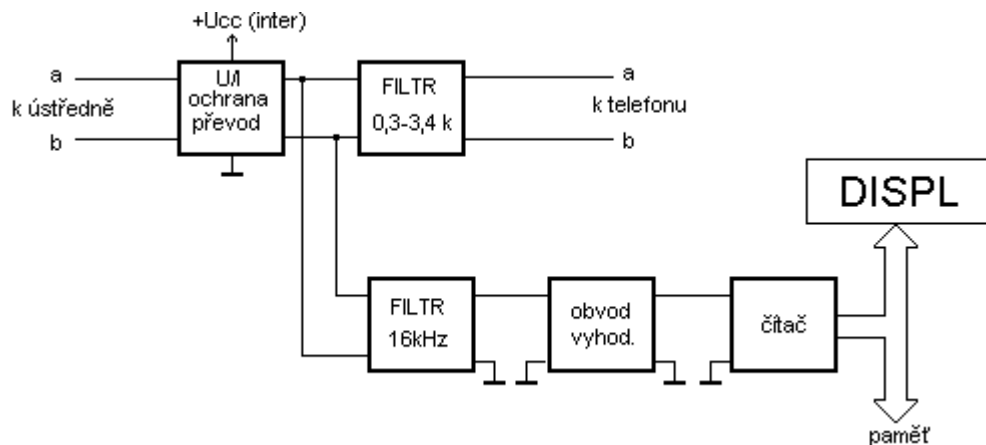 +Ucc (inter)
a
k ústředně
b
U/I
ochrana
převod
FILTR
0,3-3,4 k
a
k telefonu
b
DISPL
FILTR
16kHz
obvod
vyhod.
čítač
paměť